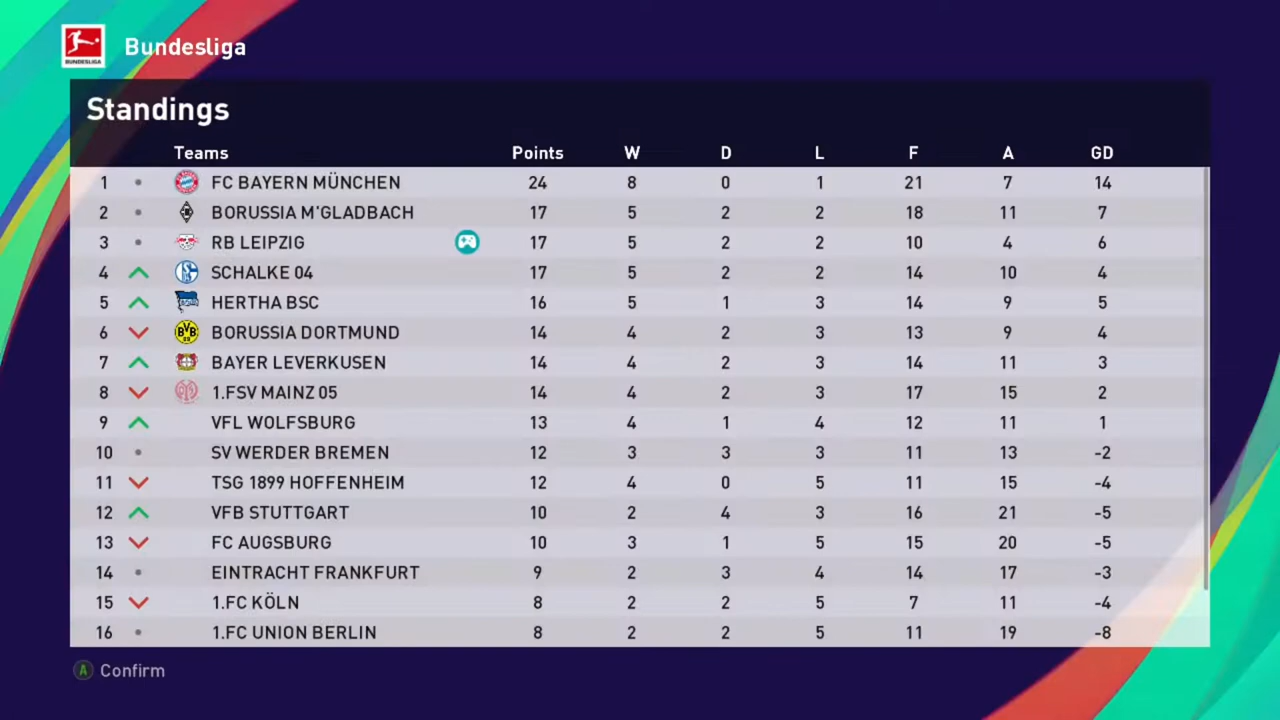 BUNDESLIGA
Bundesliga
Standings
Teams Points W D L F A GD
1 FC BAYERN MÜNCHEN 24 8 0 1 21 7 14
2 BORUSSIA M'GLADBACH 17 5 2 2 18 11 7
3 RB LEIPZIG 17 5 2 2 10 4 6
4 SCHALKE 04 17 5 2 2 14 10 4
5 HERTHA BSC 16 5 1 3 14 9 5
6 BVB 09 BORUSSIA DORTMUND 14 4 2 3 13 9 4
7 BAYER LEVERKUSEN 14 4 2 3 14 11 3
8 1.FSV MAINZ 05 14 4 2 3 17 15 2
9 VFL WOLFSBURG 13 4 1 4 12 11 1
10 SV WERDER BREMEN 12 3 3 3 11 13 -2
11 TSG 1899 HOFFENHEIM 12 4 0 5 11 15 -4
12 VFB STUTTGART 10 2 4 3 16 21 -5
13 FC AUGSBURG 10 3 1 5 15 20 -5
14 EINTRACHT FRANKFURT 9 2 3 4 14 17 -3
15 1.FC KÖLN 8 2 2 5 7 11 -4
16 1.FC UNION BERLIN 8 2 2 5 11 19 -8
A Confirm